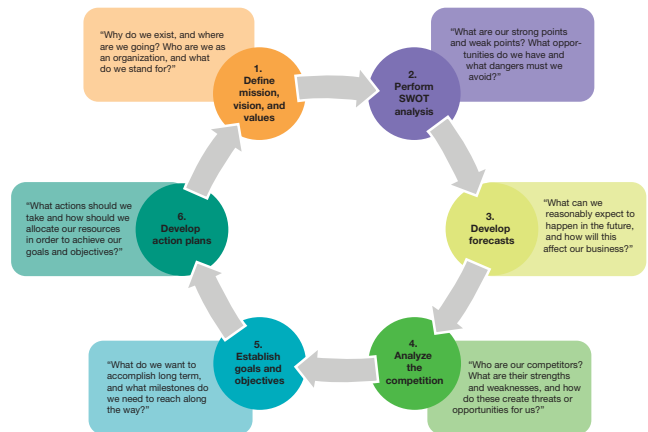 “Why do we exist, and where
are we going? Who are we as
an organization, and what
do we stand for?”
1.
Define
mission,
vision, and
values
“What are our strong points
and weak points? What oppor-
tunities do we have and
what dangers must we
avoid?”
2.
Perform
SWOT
analysis
“What can we
reasonably expect to
happen in the future,
and how will this
affect our business?”
3.
Develop
forecasts
“Who are our competitors?
What are their strengths
and weaknesses, and how
do these create threats or
opportunities for us?”
4.
Analyze
the
competition
“What do we want to
accomplish long term,
and what milestones do
we need to reach along
the way?”
5.
Establish
goals and
objectives
“What actions should we
take and how should we
allocate our resources
in order to achieve our
goals and objectives?”
6.
Develop
action plans